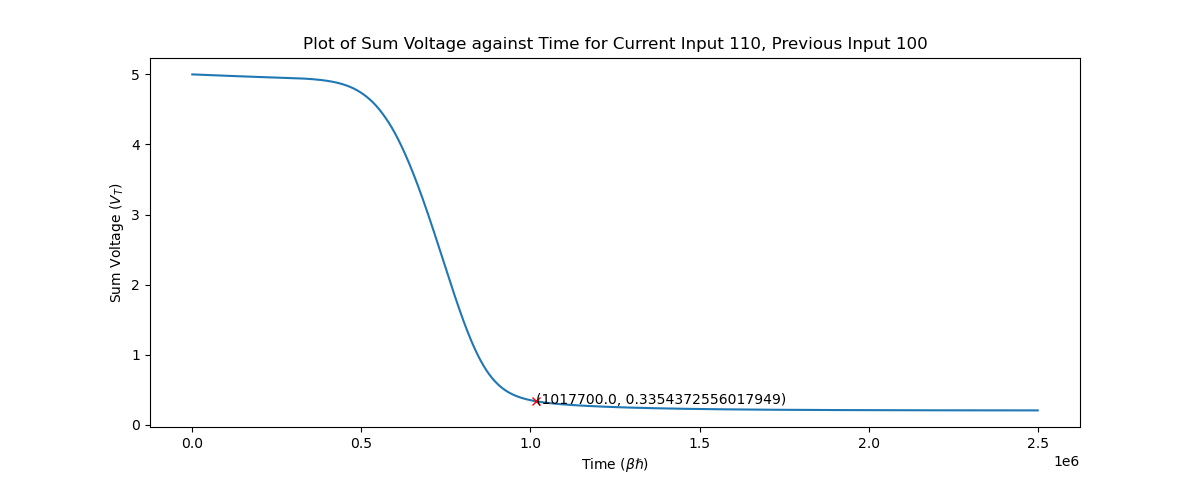 Plot of Sum Voltage against Time for Current Input 110, Previous Input 100
Sum Voltage (V_T)
5
4
3
2
1
0
(1017700.0, 0.3354372556017949)
0.0 0.5 1.0 1.5 2.0 2.5
1e6
Time (βħ)